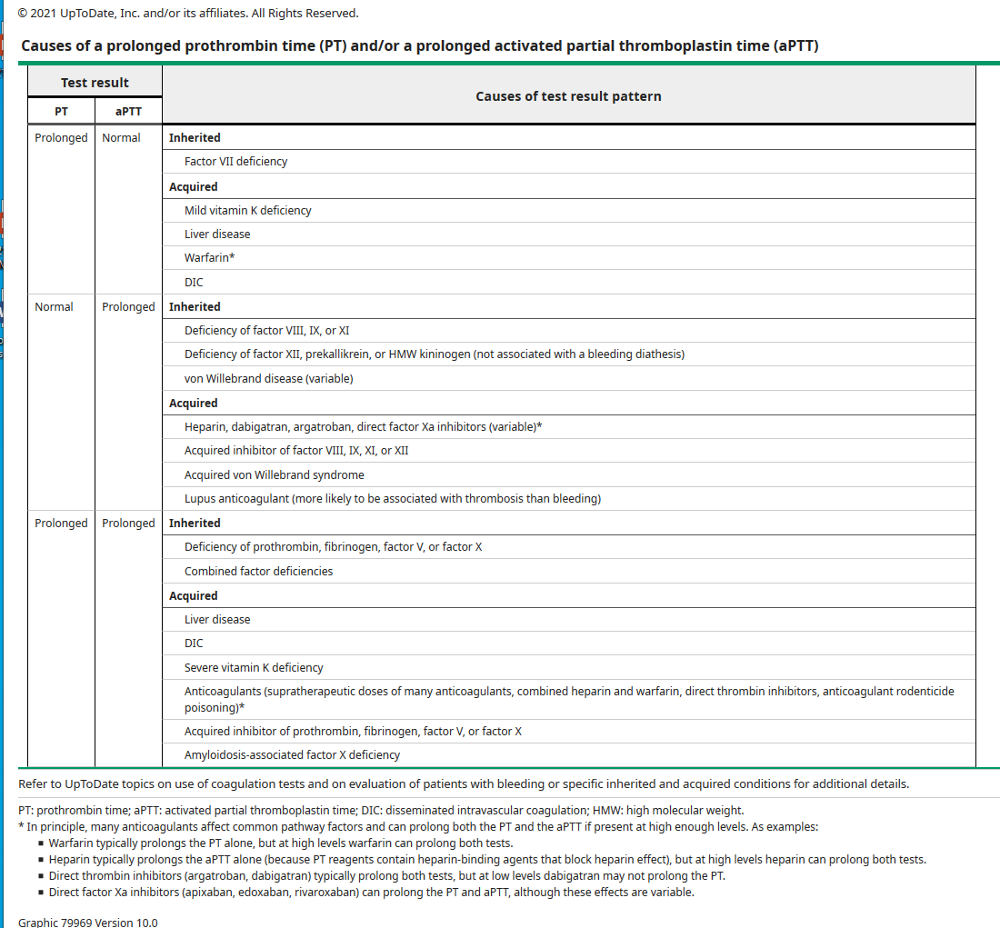 © 2021 UpToDate, Inc. and/or its affiliates. All Rights Reserved.
Causes of a prolonged prothrombin time (PT) and/or a prolonged activated partial thromboplastin time (aPTT)
Test result
Causes of test result pattern
PT
aPTT
Prolonged
Normal
Inherited
Factor VII deficiency
Acquired
Mild vitamin K deficiency
Liver disease
Warfarin*
DIC
Normal
Prolonged
Inherited
Deficiency of factor VIII, IX, or XI
Deficiency of factor XII, prekallikrein, or HMW kininogen (not associated with a bleeding diathesis)
von Willebrand disease (variable)
Acquired
Heparin, dabigatran, argatroban, direct factor Xa inhibitors (variable)*
Acquired inhibitor of factor VIII, IX, XI, or XII
Acquired von Willebrand syndrome
Lupus anticoagulant (more likely to be associated with thrombosis than bleeding)
Prolonged
Prolonged
Inherited
Deficiency of prothrombin, fibrinogen, factor V, or factor X
Combined factor deficiencies
Acquired
Liver disease
DIC
Severe vitamin K deficiency
Anticoagulants (supratherapeutic doses of many anticoagulants, combined heparin and warfarin, direct thrombin inhibitors, anticoagulant rodenticide
poisoning)*
Acquired inhibitor of prothrombin, fibrinogen, factor V, or factor X
Amyloidosis-associated factor X deficiency
Refer to UpToDate topics on use of coagulation tests and on evaluation of patients with bleeding or specific inherited and acquired conditions for additional details.
PT: prothrombin time; aPTT: activated partial thromboplastin time; DIC: disseminated intravascular coagulation; HMW: high molecular weight.
* In principle, many anticoagulants affect common pathway factors and can prolong both the PT and the aPTT if present at high enough levels. As examples:
▪ Warfarin typically prolongs the PT alone, but at high levels warfarin can prolong both tests.
▪ Heparin typically prolongs the aPTT alone (because PT reagents contain heparin-binding agents that block heparin effect), but at high levels heparin can prolong both tests.
▪ Direct thrombin inhibitors (argatroban, dabigatran) typically prolong both tests, but at low levels dabigatran may not prolong the PT.
▪ Direct factor Xa inhibitors (apixaban, edoxaban, rivaroxaban) can prolong the PT and aPTT, although these effects are variable.
Graphic 79969 Version 10.0